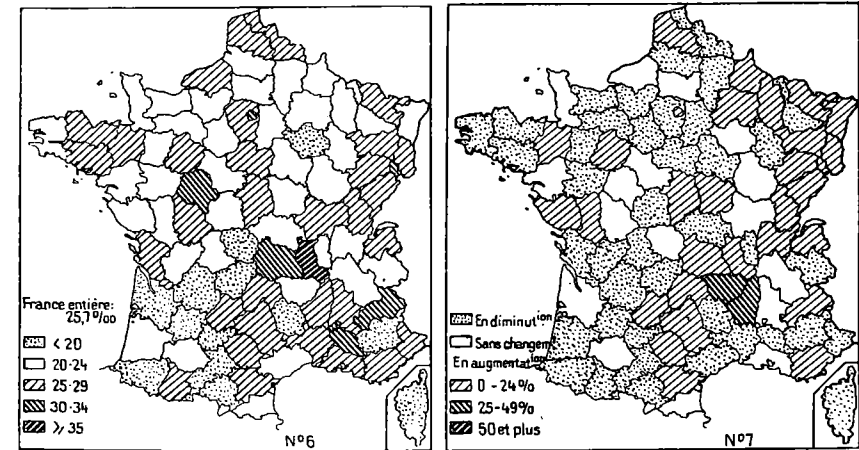 France entière:
25,7‰
< 20
20-24
25-29
30-34
⩾ 35
N°6
En diminution
Sans changem
En augmentation
0-24%
25-49%
50 et plus
N°7